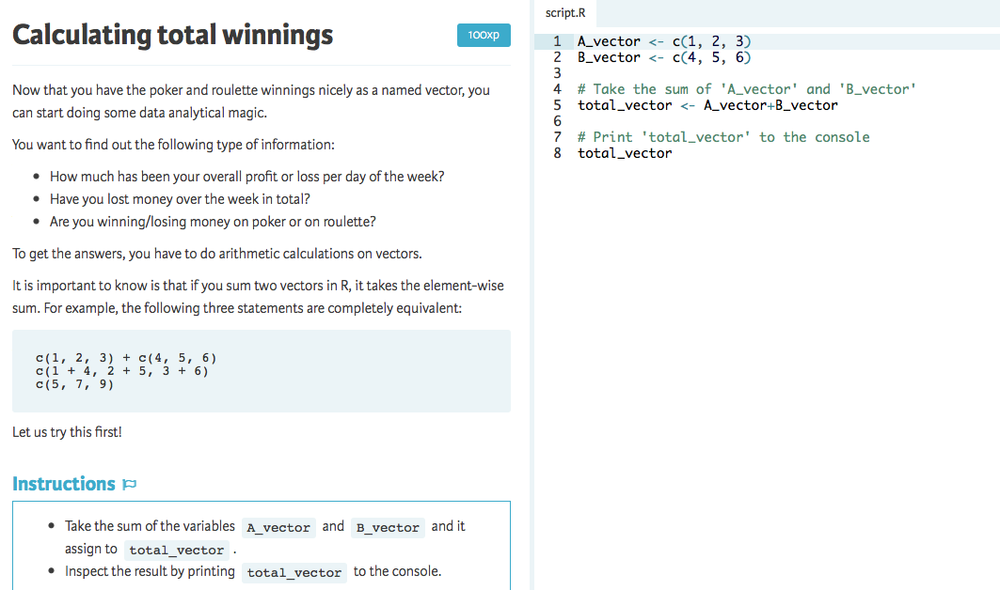 Calculating total winnings
100xp
Now that you have the poker and roulette winnings nicely as a named vector, you
can start doing some data analytical magic.
You want to find out the following type of information:
• How much has been your overall profit or loss per day of the week?
• Have you lost money over the week in total?
• Are you winning/losing money on poker or on roulette?
To get the answers, you have to do arithmetic calculations on vectors.
It is important to know is that if you sum two vectors in R, it takes the element-wise
sum. For example, the following three statements are completely equivalent:
c(1, 2, 3) + c(4, 5, 6)
c(1 + 4, 2 + 5, 3 + 6)
c(5, 7, 9)
Let us try this first!
Instructions
• Take the sum of the variables A_vector and B_vector and it
assign to total_vector .
• Inspect the result by printing total_vector to the console.
script.R
1 A_vector <- c(1, 2, 3)
2 B_vector <- c(4, 5, 6)
3
4 # Take the sum of 'A_vector' and 'B_vector'
5 total_vector <- A_vector+B_vector
6
7 # Print 'total_vector' to the console
8 total_vector